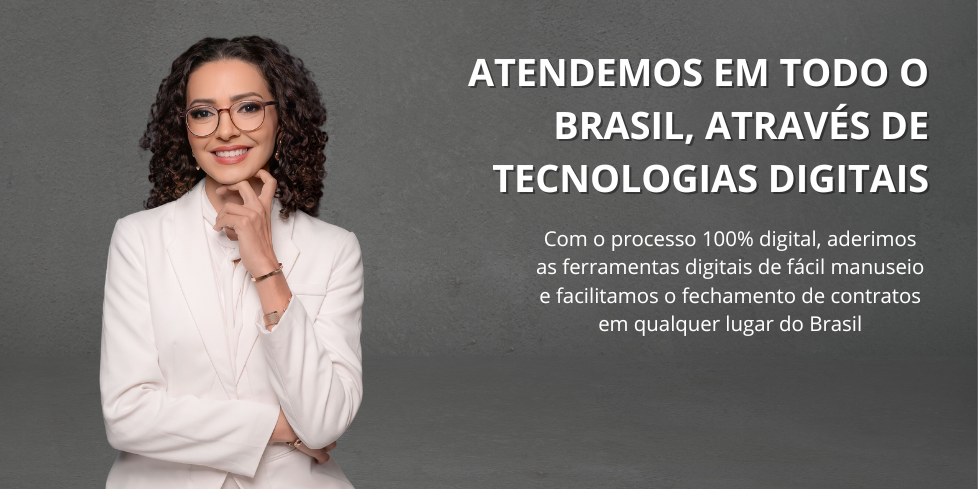 ATENDEMOS EM TODO O
BRASIL, ATRAVÉS DE
TECNOLOGIAS DIGITAIS
Com o processo 100% digital, aderimos
as ferramentas digitais de fácil manuseio
e facilitamos o fechamento de contratos
em qualquer lugar do Brasil